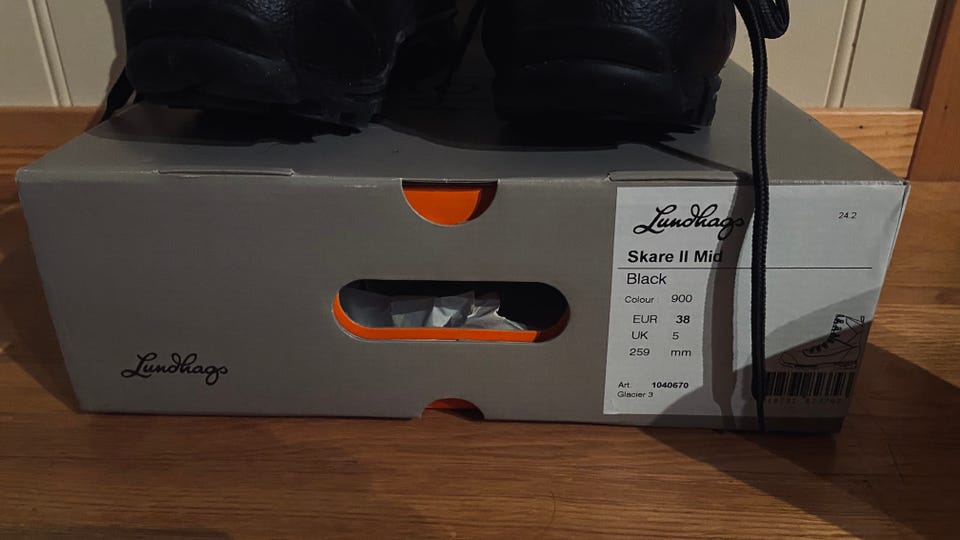 Lundhags
24.2
Skare II Mid
Black
Colour : 900
EUR 38
UK 5
259 mm
Art. 1040670
Glacier 3
Lundhags